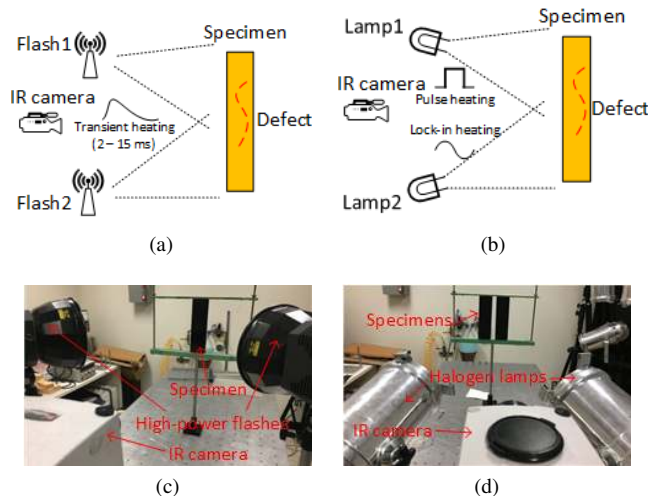 Flash1
Specimen
IR camera
Transient heating
(2 – 15 ms)
Defect
Flash2
(a)
Lamp1
Specimen
IR camera
Pulse heating
Defect
Lock-in heating
Lamp2
(b)
Specimen
High-power flashes
IR camera
(c)
Specimens
Halogen lamps
IR camera
(d)